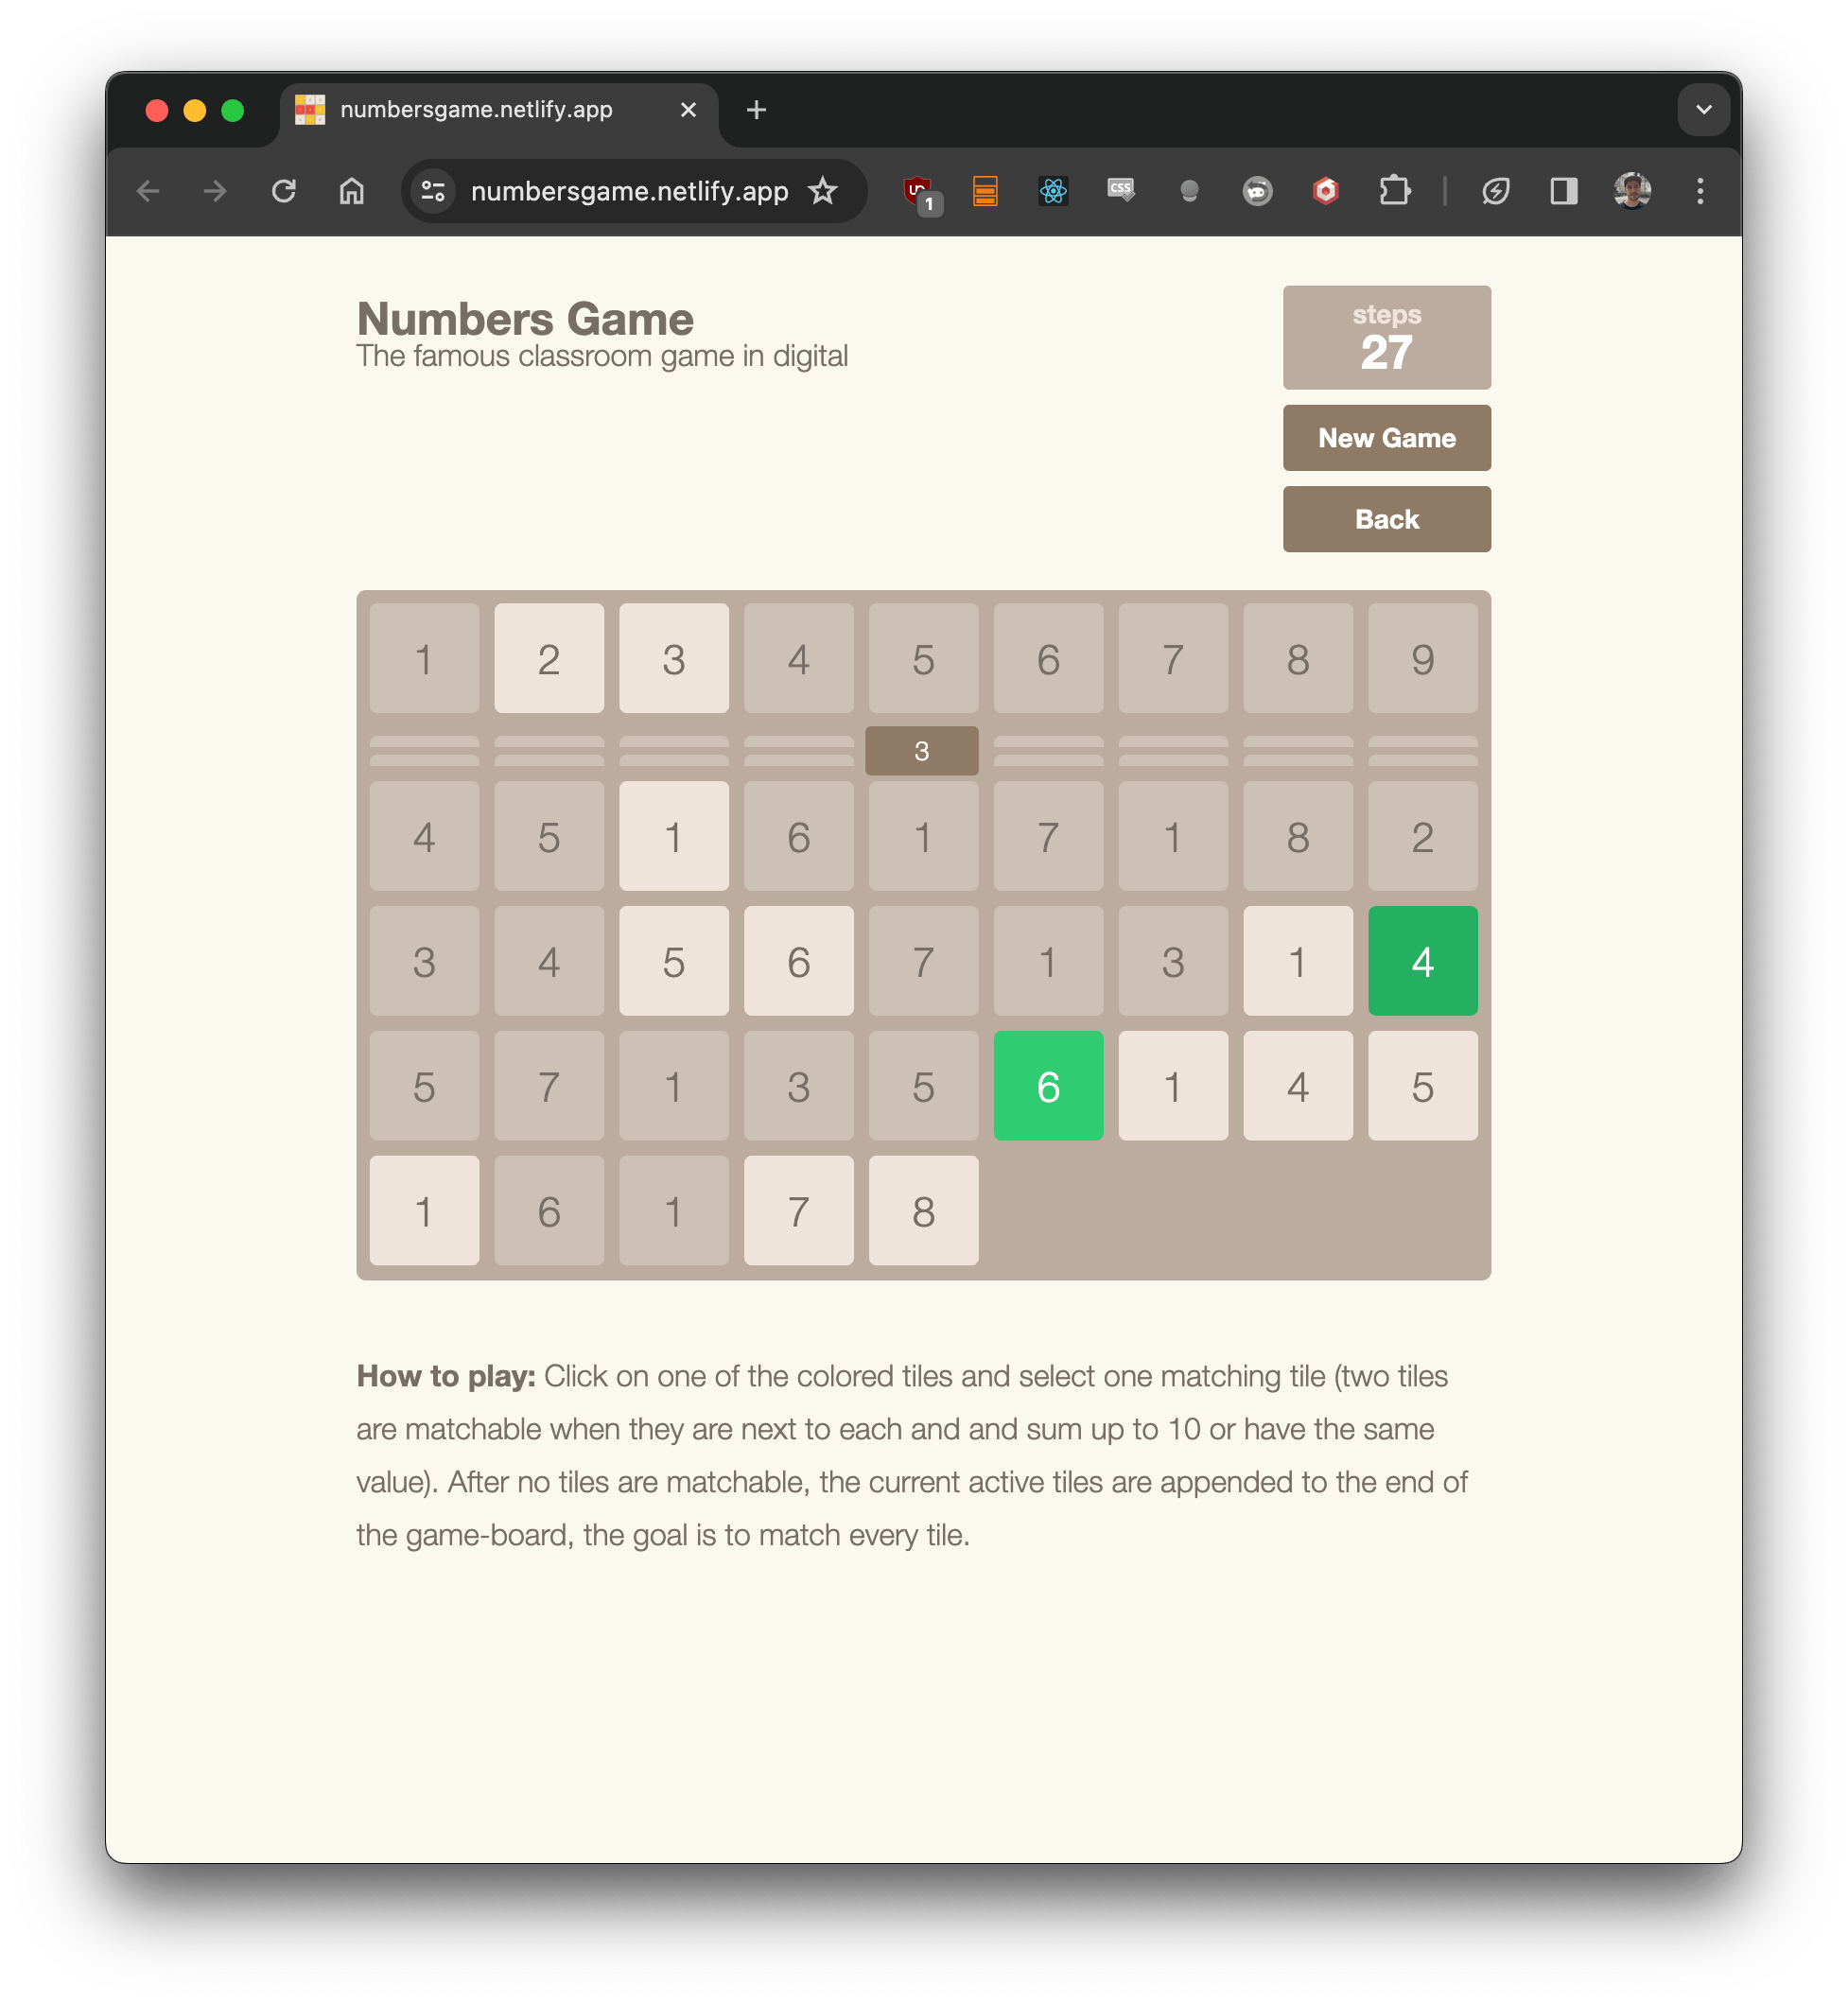 numbersgame.netlify.app
numbersgame.netlify.app
1
CSS
Numbers Game
The famous classroom game in digital
steps
27
New Game
Back
1 2 3 4 5 6 7 8 9
3
4 5 1 6 1 7 1 8 2
3 4 5 6 7 1 3 1 4
5 7 1 3 5 6 1 4 5
1 6 1 7 8
How to play: Click on one of the colored tiles and select one matching tile (two tiles
are matchable when they are next to each and and sum up to 10 or have the same
value). After no tiles are matchable, the current active tiles are appended to the end of
the game-board, the goal is to match every tile.